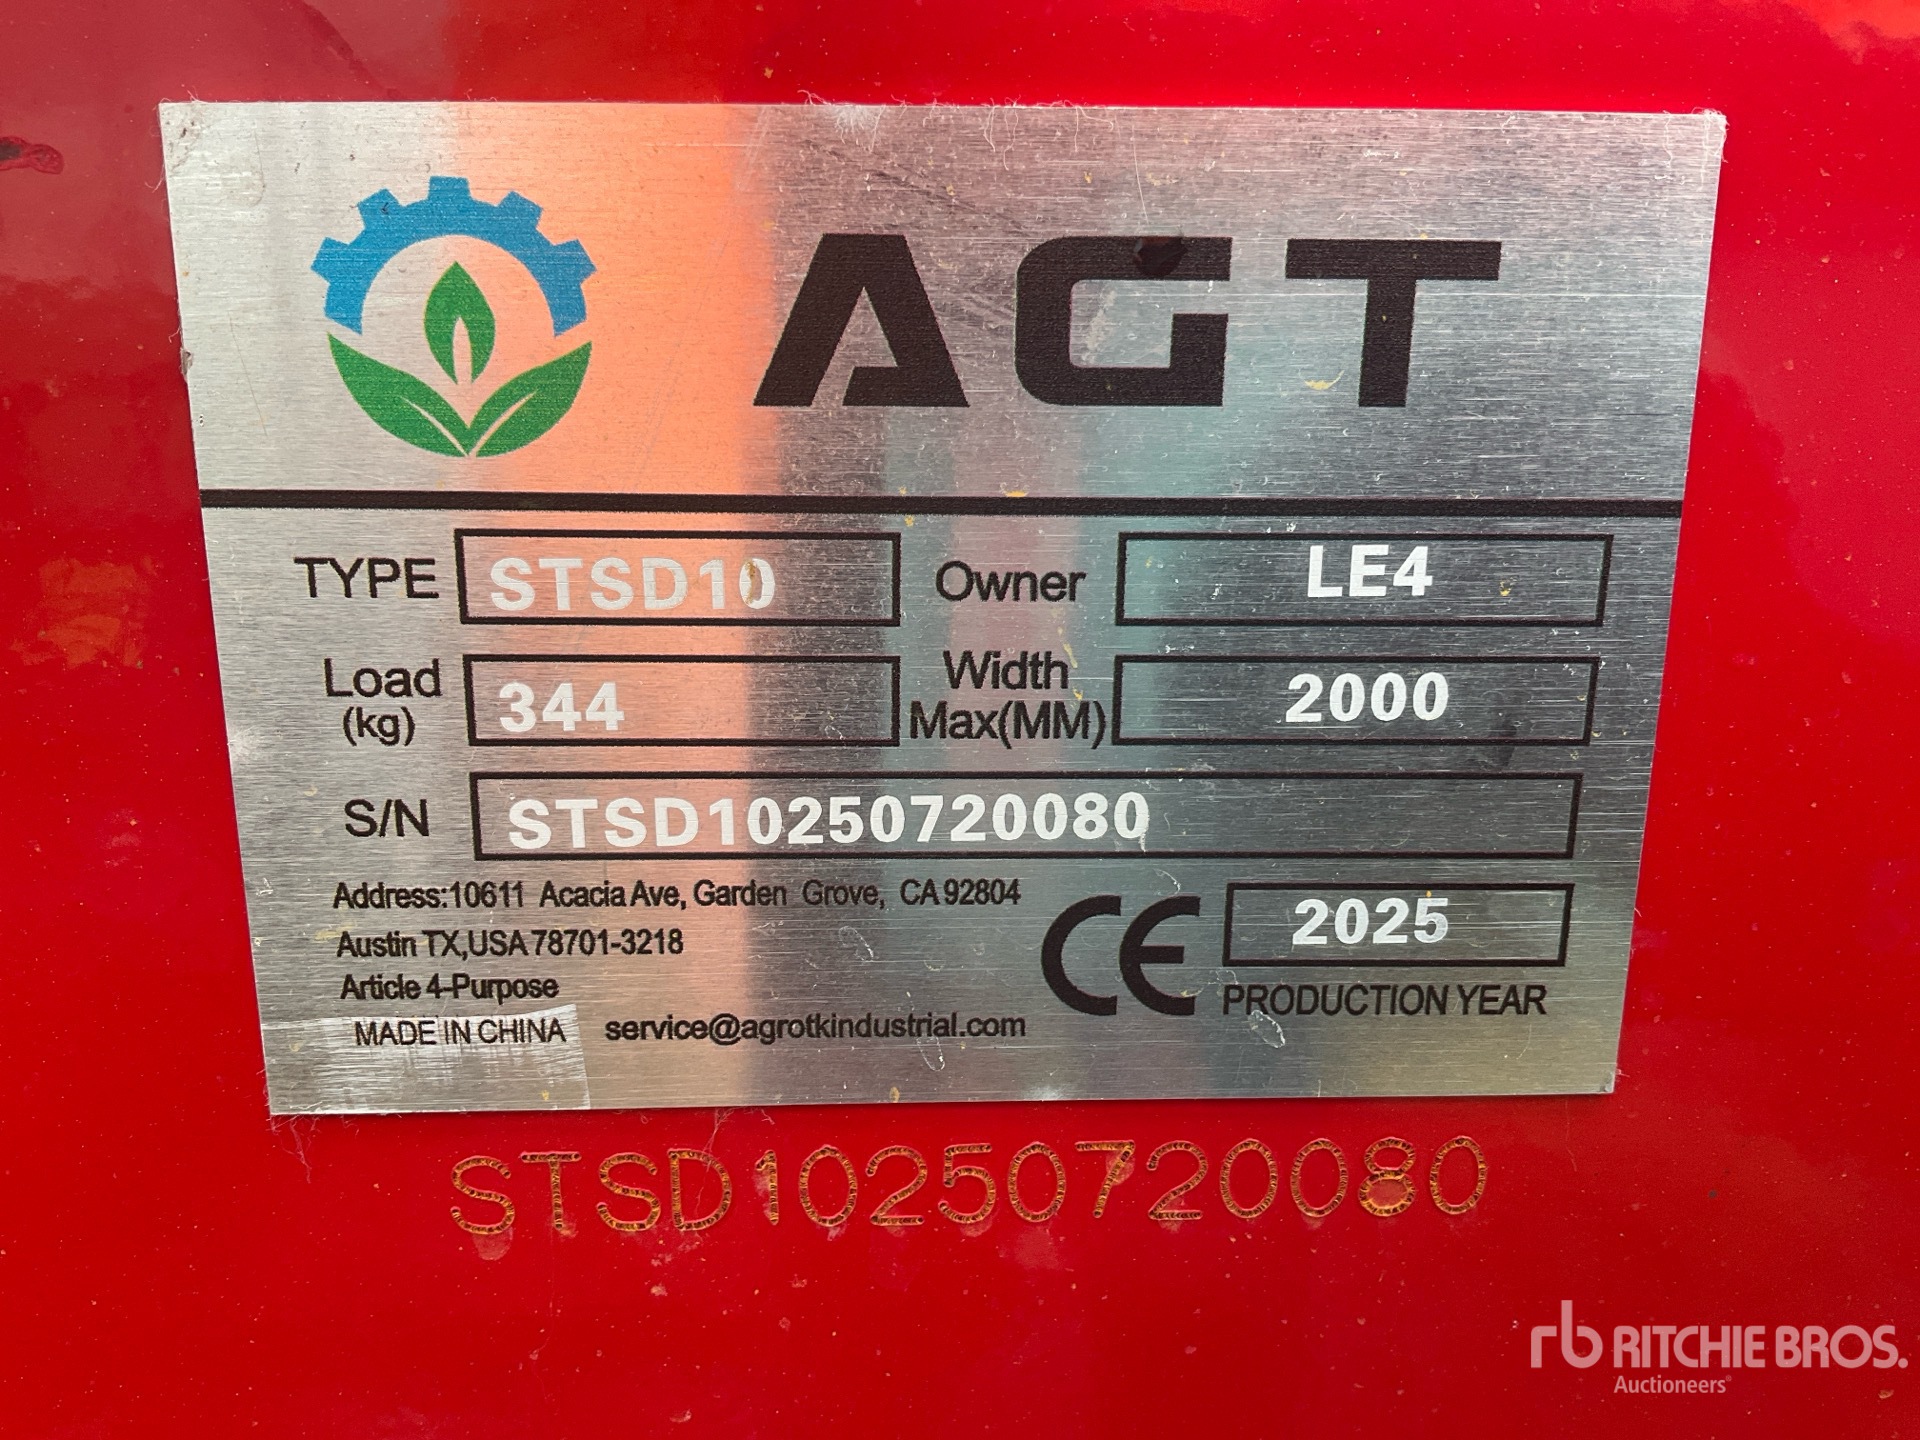 AGT
TYPE STSD10 Owner LE4
Load (kg) 344 Width Max(MM) 2000
S/N STSD10250720080
Address:10611 Acacia Ave, Garden Grove, CA 92804
Austin TX,USA 78701-3218
Article 4-Purpose
MADE IN CHINA service@agrotkindustrial.com
CE 2025
PRODUCTION YEAR
STSD10250720080
rb RITCHIE BROS.
Auctioneers®